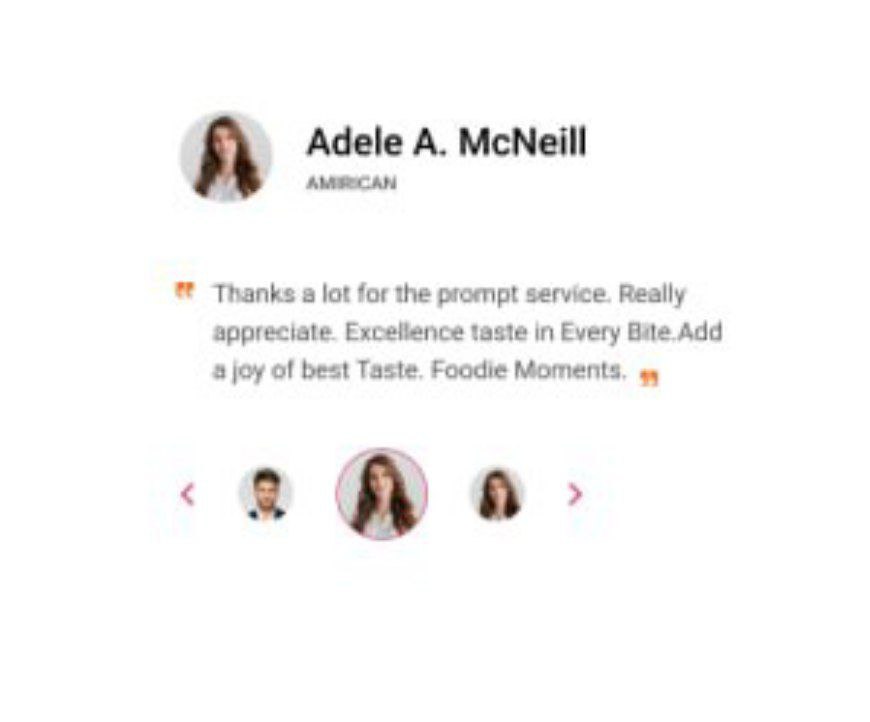 Adele A. McNeill
AMIRICAN
" Thanks a lot for the prompt service. Really
appreciate. Excellence taste in Every Bite.Add
a joy of best Taste. Foodie Moments. "